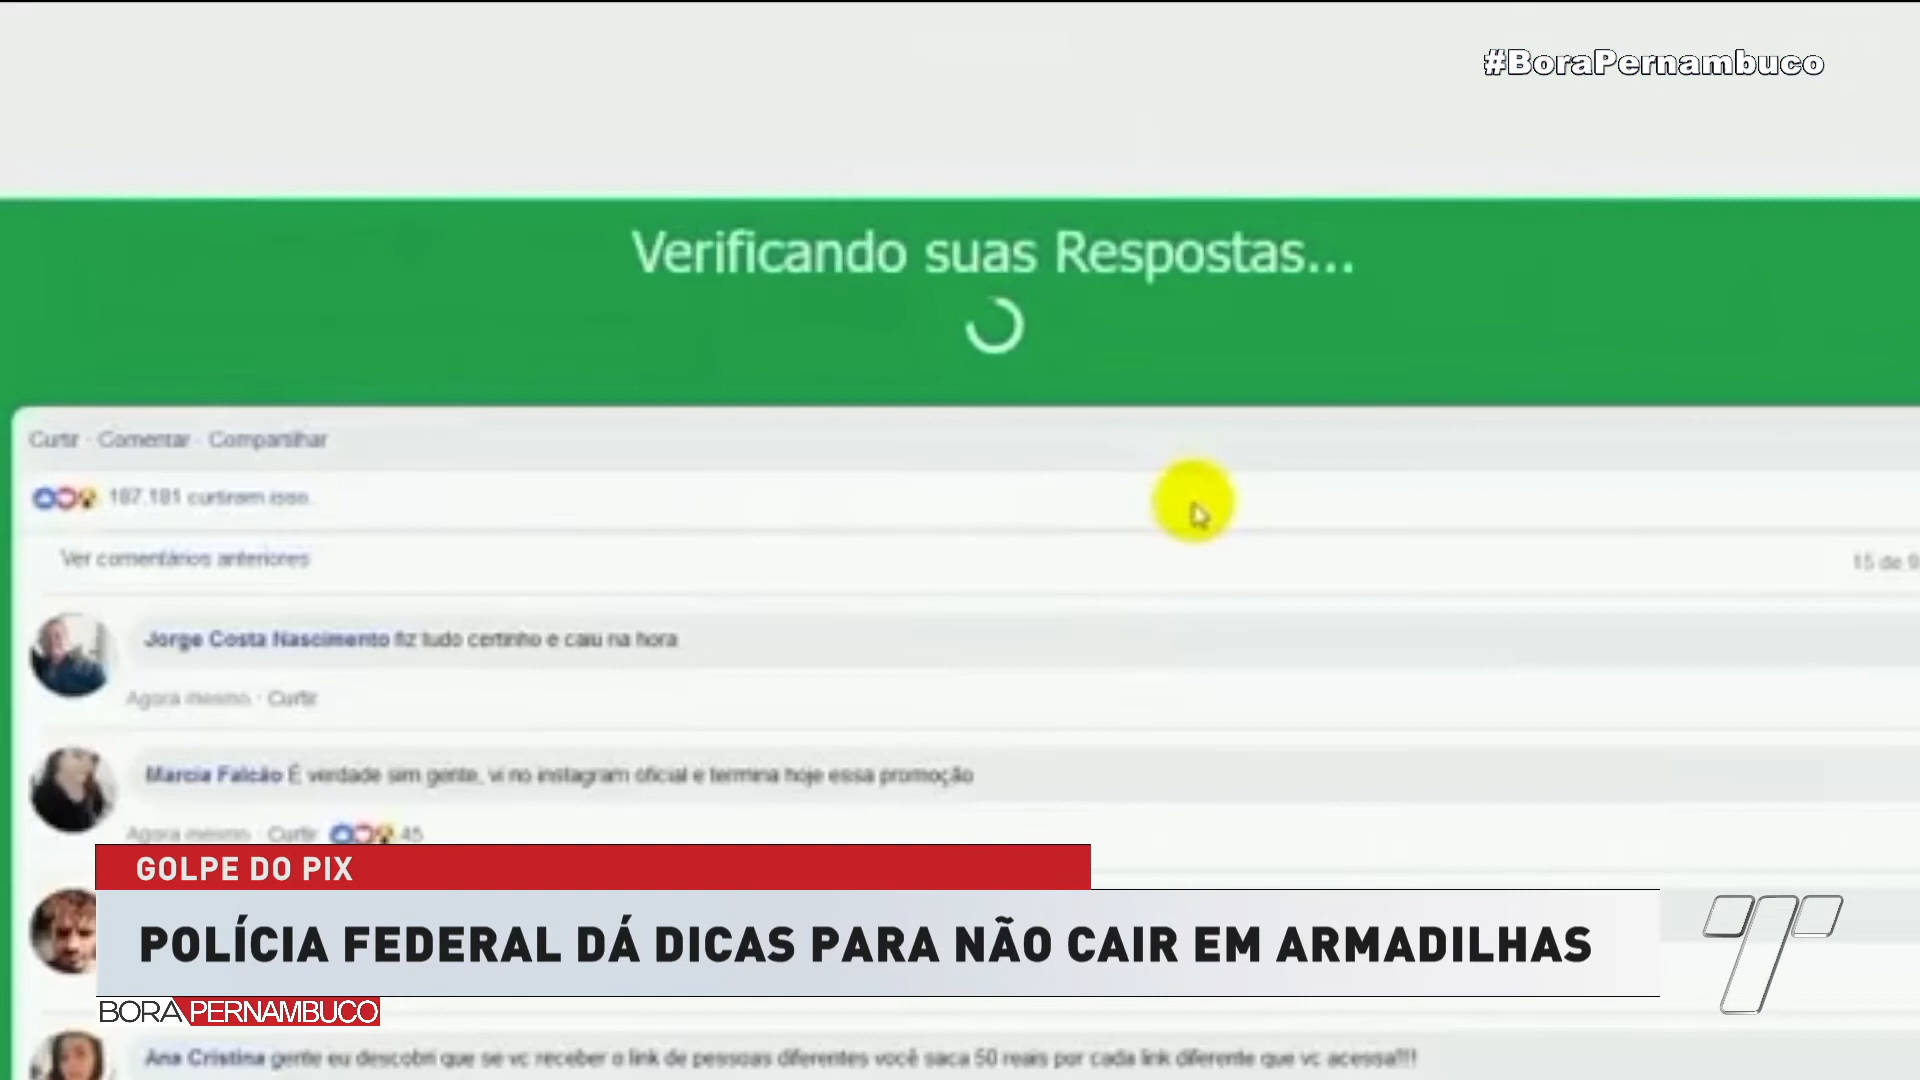 #BoraPernambuco
Verificando suas Respostas...
Curtir · Comentar · Compartilhar
187.181 curtiram isso.
Ver comentários anteriores
15 de
Jorge Costa Nascimento fiz tudo certinho e caiu na hora
Agora mesmo · Curtir
Marcia Falcão É verdade sim gente, vi no instagram oficial e termina hoje essa promoção
Agora mesmo · Curtir 45
GOLPE DO PIX
POLÍCIA FEDERAL DÁ DICAS PARA NÃO CAIR EM ARMADILHAS
BORA PERNAMBUCO
Ana Cristina gente eu descobri que se vc receber o link de pessoas diferentes você saca 50 reais por cada link diferente que vc acessa!!!!